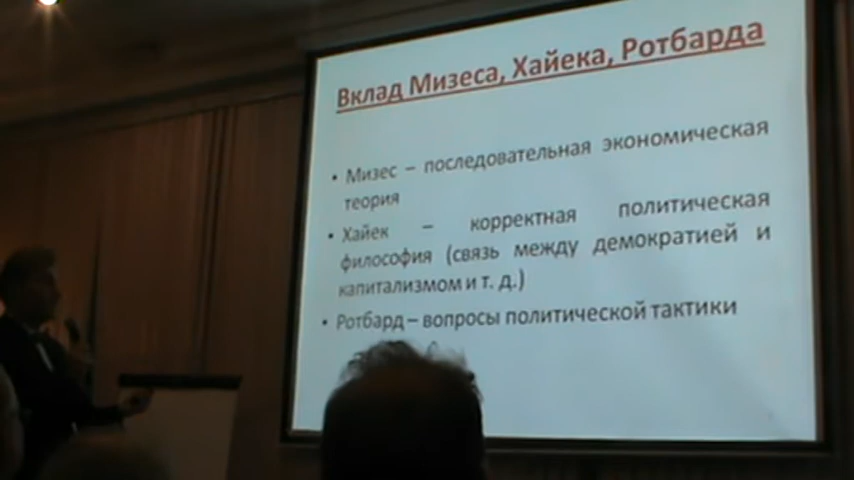 Вклад Мизеса, Хайека, Ротбарда
• Мизес – последовательная экономическая
теория
• Хайек – корректная политическая
философия (связь между демократией и
капитализмом и т. д.)
• Ротбард – вопросы политической тактики